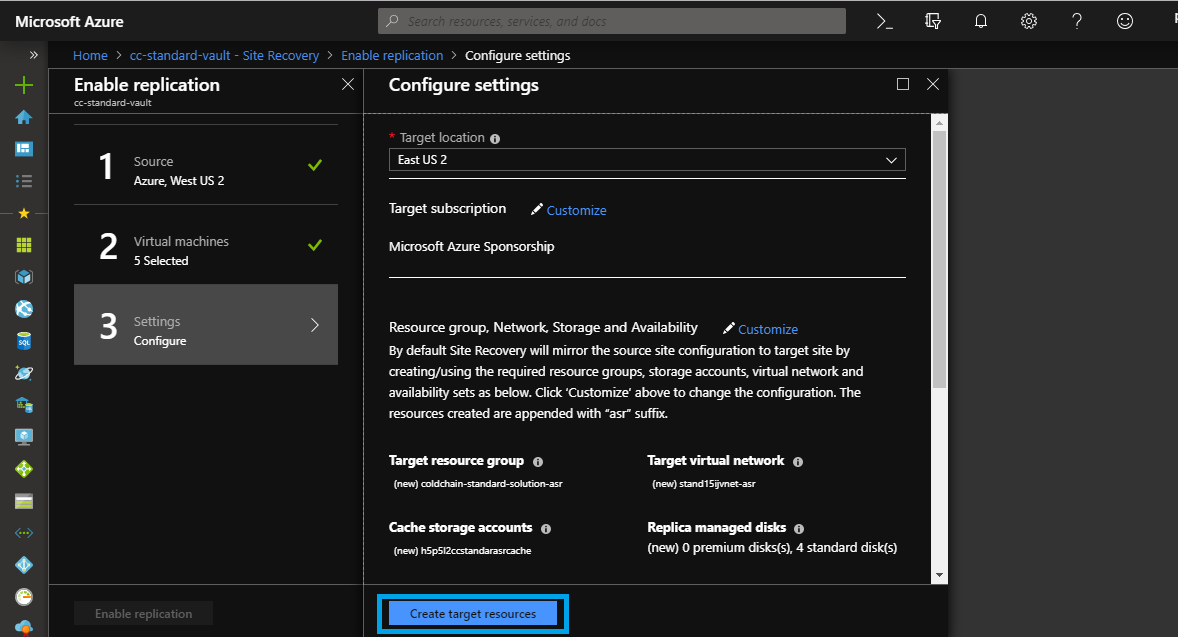 Microsoft Azure
Search resources, services, and docs
Home > cc-standard-vault - Site Recovery > Enable replication > Configure settings
Enable replication
cc-standard-vault
1
Source
Azure, West US 2
2
Virtual machines
5 Selected
3
Settings
Configure
Enable replication
Configure settings
* Target location
East US 2
Target subscription
Customize
Microsoft Azure Sponsorship
Resource group, Network, Storage and Availability
Customize
By default Site Recovery will mirror the source site configuration to target site by
creating/using the required resource groups, storage accounts, virtual network and
availability sets as below. Click 'Customize' above to change the configuration. The
resources created are appended with “asr” suffix.
Target resource group
(new) coldchain-standard-solution-asr
Target virtual network
(new) stand15ijvnet-asr
Cache storage accounts
(new) h5p5l2ccstandarasrcache
Replica managed disks
(new) 0 premium disks(s), 4 standard disk(s)
Create target resources